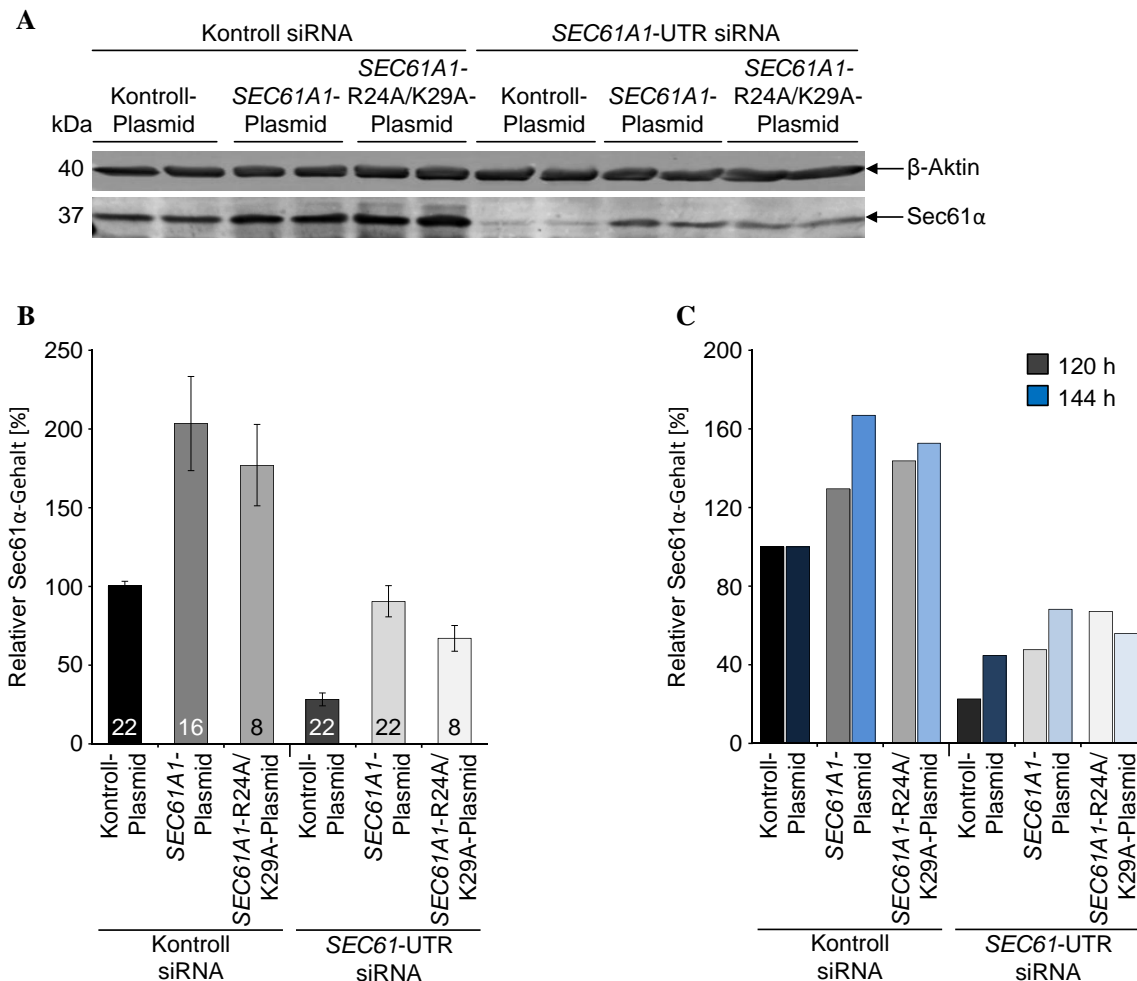 A
Kontroll siRNA
SEC61A1-UTR siRNA
kDa
Kontroll-
Plasmid
SEC61A1-
Plasmid
SEC61A1-
R24A/K29A-
Plasmid
Kontroll-
Plasmid
SEC61A1-
Plasmid
SEC61A1-
R24A/K29A-
Plasmid
40
β-Aktin
37
Sec61α
B
Relativer Sec61α-Gehalt [%]
250
200
150
100
50
0
22
16
8
22
22
8
Kontroll-
Plasmid
SEC61A1-
Plasmid
SEC61A1-R24A/
K29A-Plasmid
Kontroll-
Plasmid
SEC61A1-
Plasmid
SEC61A1-R24A/
K29A-Plasmid
Kontroll
siRNA
SEC61-UTR
siRNA
C
Relativer Sec61α-Gehalt [%]
200
160
120
80
40
0
120 h
144 h
Kontroll-
Plasmid
SEC61A1-
Plasmid
SEC61A1-R24A/
K29A-Plasmid
Kontroll-
Plasmid
SEC61A1-
Plasmid
SEC61A1-R24A/
K29A-Plasmid
Kontroll
siRNA
SEC61-UTR
siRNA